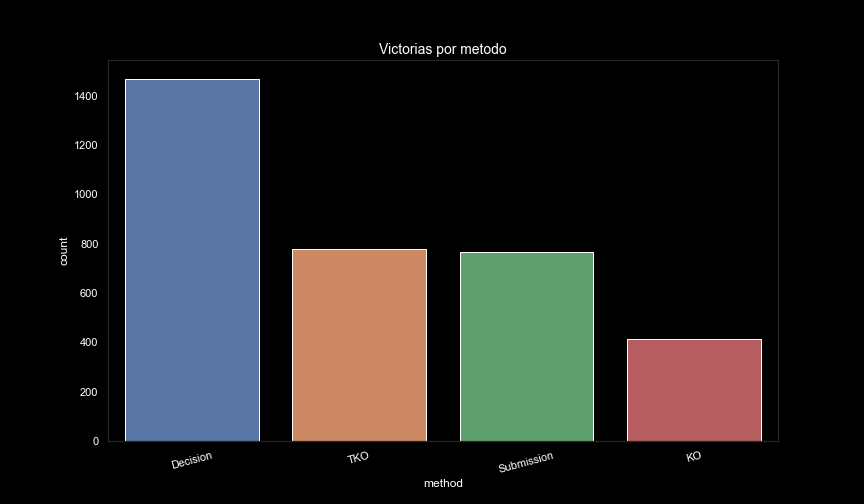 Victorias por metodo
count
1400
1200
1000
800
600
400
200
0
Decision
TKO
Submission
KO
method